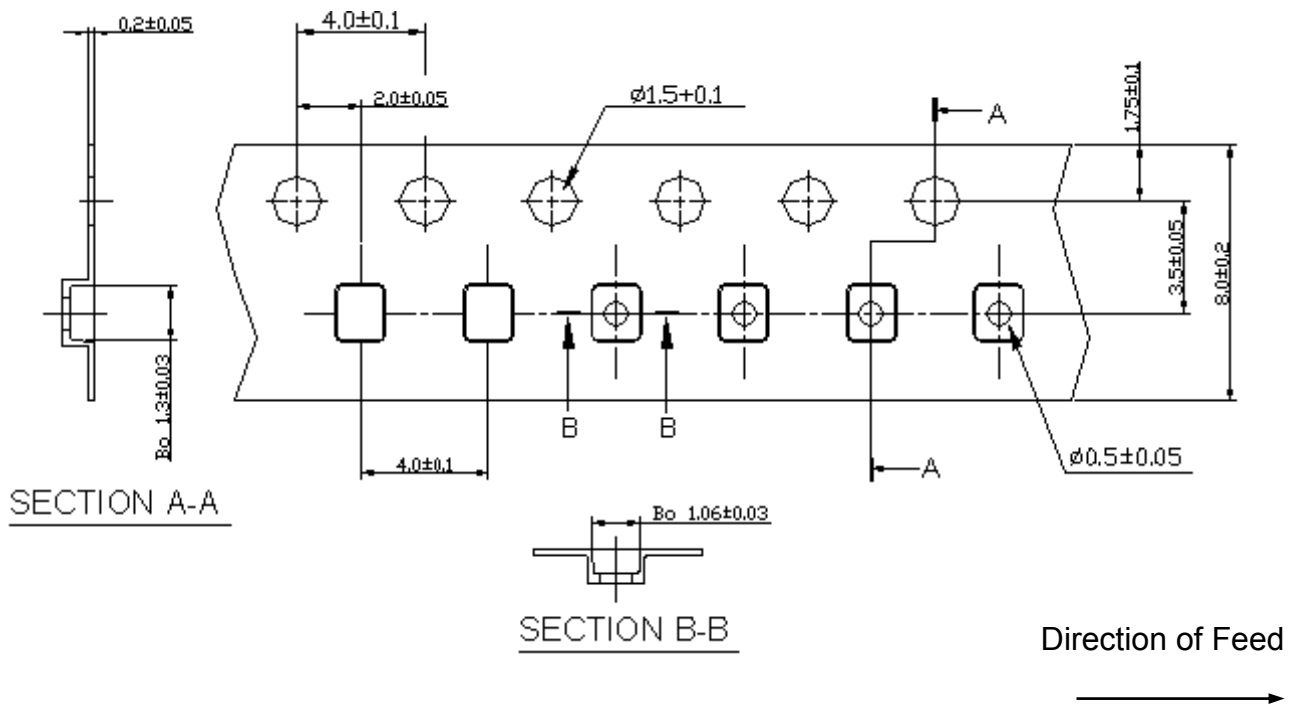 0.2±0.05
4.0±0.1
2.0±0.05
ø1.5+0.1
A
1.75±0.1
3.5±0.05
8.0±0.2
Bo 1.3±0.03
B
B
4.0±0.1
A
ø0.5±0.05
SECTION A-A
Bo 1.06±0.03
SECTION B-B
Direction of Feed